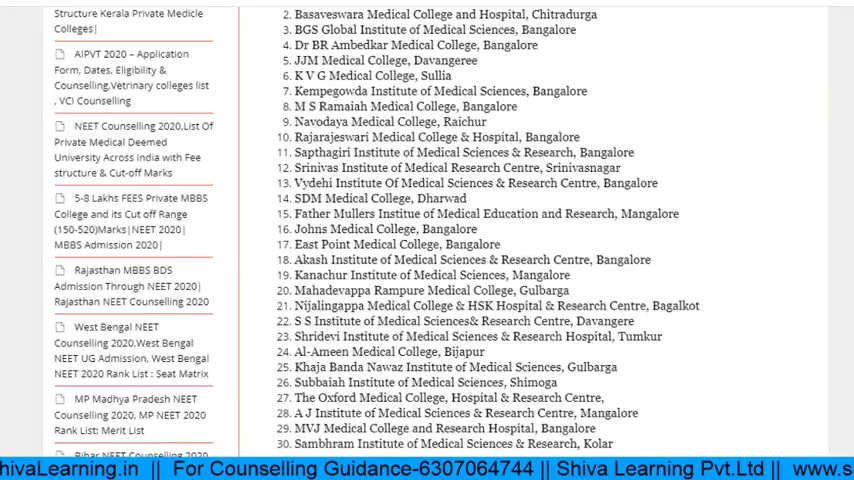 Structure Kerala Private Medicle
Colleges|
AIPVT 2020 – Application
Form, Dates, Eligibility &
Counselling,Vetrinary colleges list
, VCI Counselling
NEET Counselling 2020,List Of
Private Medical Deemed
University Across India with Fee
structure & Cut-off Marks
5-8 Lakhs FEES Private MBBS
College and its Cut off Range
(150-520)Marks|NEET 2020|
MBBS Admission 2020|
Rajasthan MBBS BDS
Admission Through NEET 2020|
Rajasthan NEET Counselling 2020
West Bengal NEET
Counselling 2020,West Bengal
NEET UG Admission, West Bengal
NEET 2020 Rank List : Seat Matrix
MP Madhya Pradesh NEET
Counselling 2020, MP NEET 2020
Rank List: Merit List
Bihar NEET Counselling 2020
2. Basaveswara Medical College and Hospital, Chitradurga
3. BGS Global Institute of Medical Sciences, Bangalore
4. Dr BR Ambedkar Medical College, Bangalore
5. JJM Medical College, Davangeree
6. K V G Medical College, Sullia
7. Kempegowda Institute of Medical Sciences, Bangalore
8. M S Ramaiah Medical College, Bangalore
9. Navodaya Medical College, Raichur
10. Rajarajeswari Medical College & Hospital, Bangalore
11. Sapthagiri Institute of Medical Sciences & Research, Bangalore
12. Srinivas Institute of Medical Research Centre, Srinivasnagar
13. Vydehi Institute Of Medical Sciences & Research Centre, Bangalore
14. SDM Medical College, Dharwad
15. Father Mullers Institue of Medical Education and Research, Mangalore
16. Johns Medical College, Bangalore
17. East Point Medical College, Bangalore
18. Akash Institute of Medical Sciences & Research Centre, Bangalore
19. Kanachur Institute of Medical Sciences, Mangalore
20. Mahadevappa Rampure Medical College, Gulbarga
21. Nijalingappa Medical College & HSK Hospital & Research Centre, Bagalkot
22. S S Institute of Medical Sciences& Research Centre, Davangere
23. Shridevi Institute of Medical Sciences & Research Hospital, Tumkur
24. Al-Ameen Medical College, Bijapur
25. Khaja Banda Nawaz Institute of Medical Sciences, Gulbarga
26. Subbaiah Institute of Medical Sciences, Shimoga
27. The Oxford Medical College, Hospital & Research Centre,
28. A J Institute of Medical Sciences & Research Centre, Mangalore
29. MVJ Medical College and Research Hospital, Bangalore
30. Sambhram Institute of Medical Sciences & Research, Kolar
hivaLearning.in || For Counselling Guidance-6307064744 || Shiva Learning Pvt.Ltd || www.s